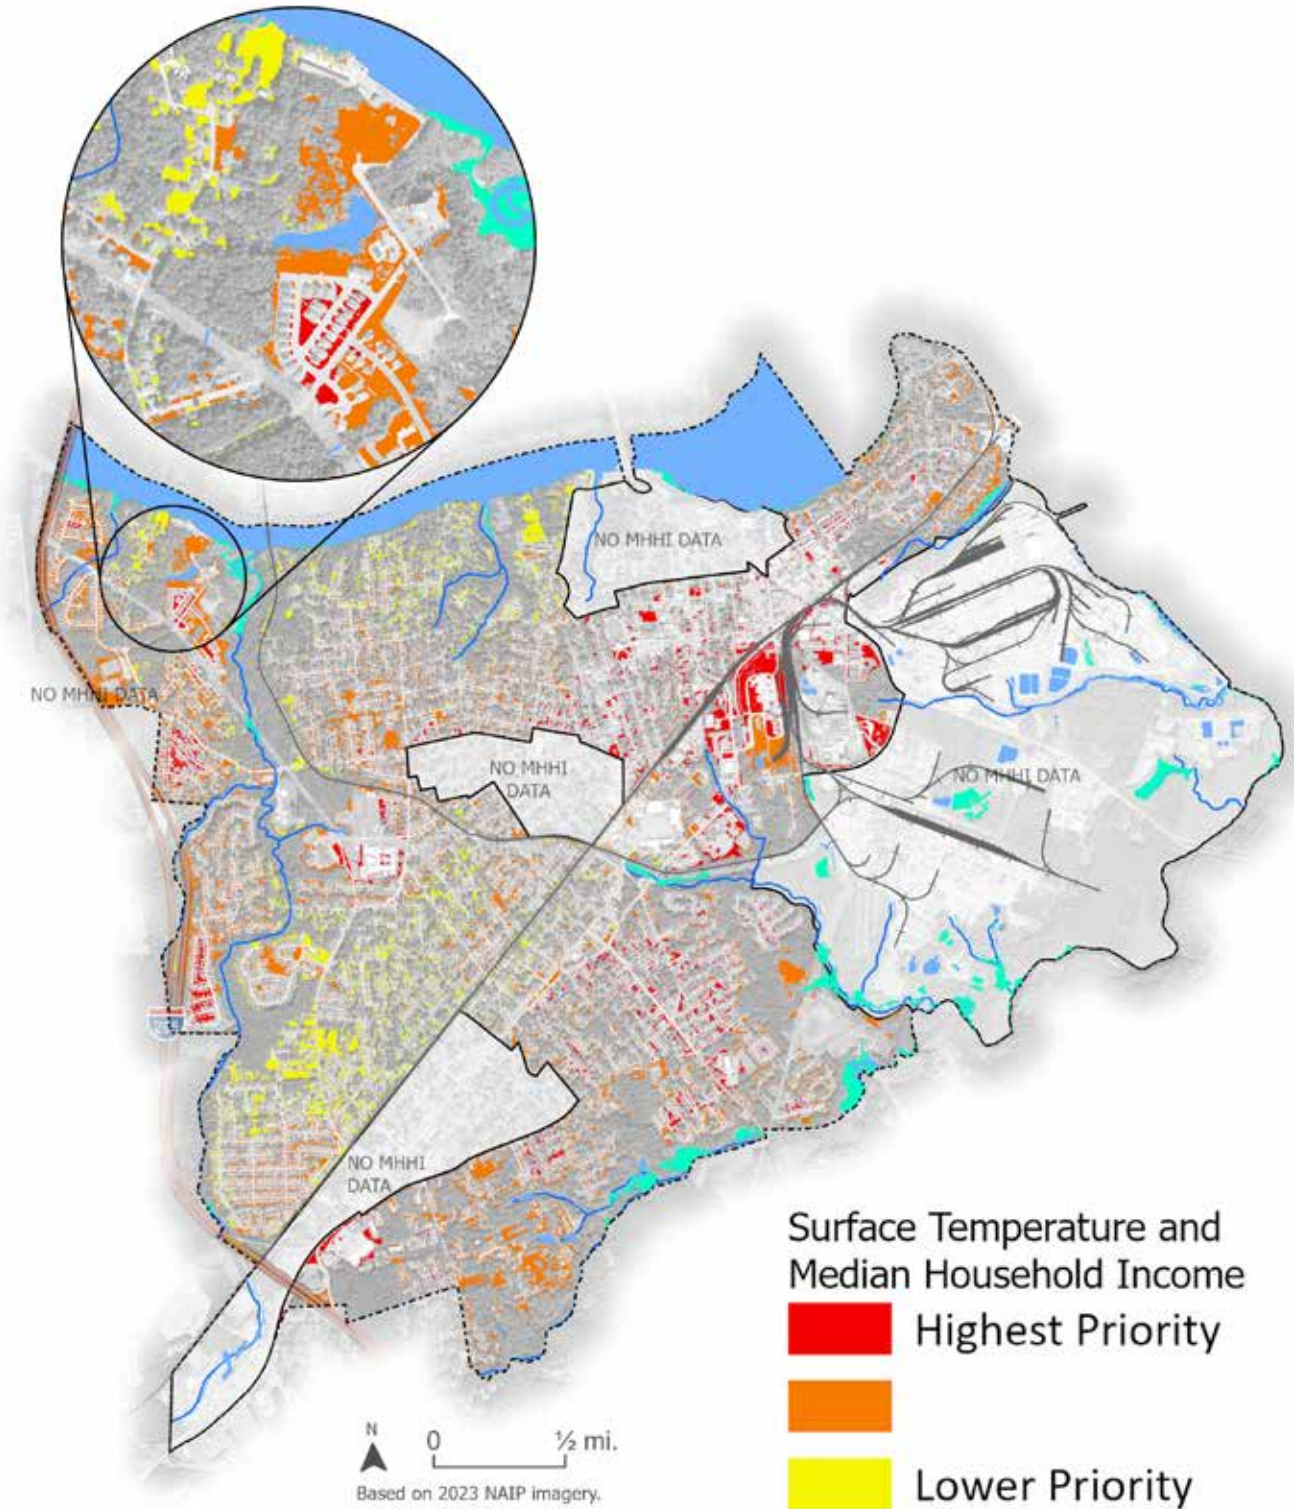 NO MHHI DATA
NO MHHI DATA
NO MHHI
DATA
NO MHHI DATA
NO MHHI
DATA
Surface Temperature and
Median Household Income
Highest Priority
Lower Priority
N
0
½ mi.
Based on 2023 NAIP imagery.